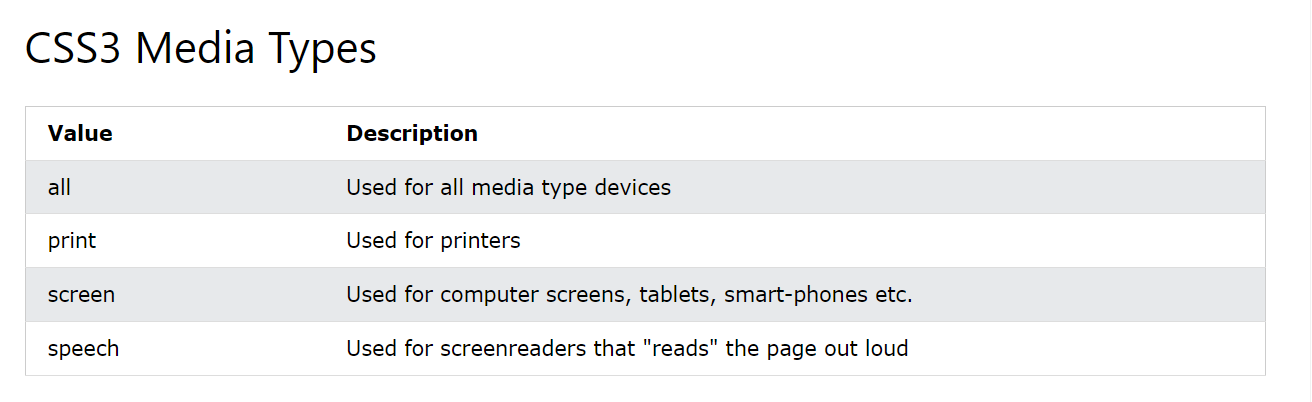 CSS3 Media Types
Value Description
all Used for all media type devices
print Used for printers
screen Used for computer screens, tablets, smart-phones etc.
speech Used for screenreaders that "reads" the page out loud